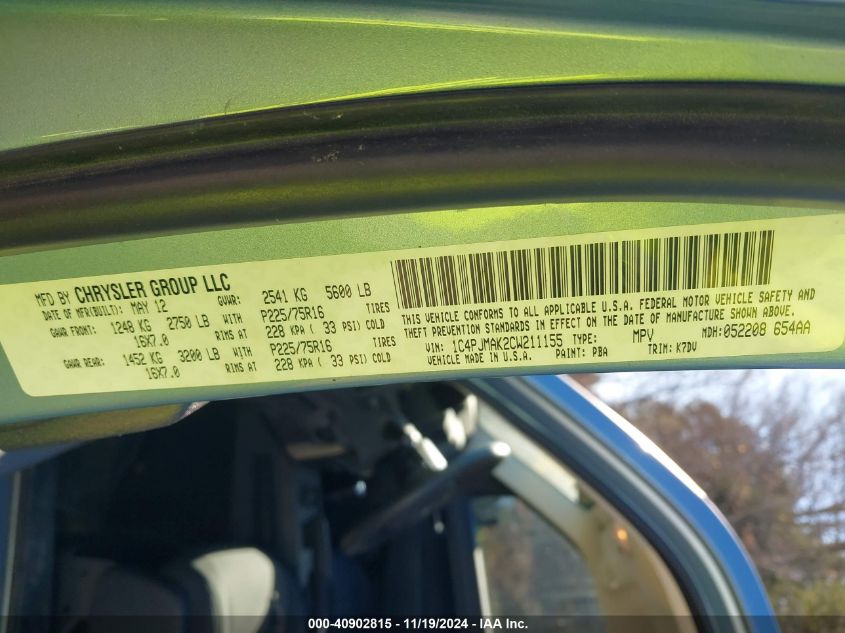 MFD BY CHRYSLER GROUP LLC
DATE OF MFR(BUILT): MAY 12 GVWR: 2541 KG 5600 LB
GAWR FRONT: 1248 KG 2750 LB WITH P225/75R16 TIRES
16X7.0 RIMS AT 228 KPA ( 33 PSI) COLD
GAWR REAR: 1452 KG 3200 LB WITH P225/75R16 TIRES
16X7.0 RIMS AT 228 KPA ( 33 PSI) COLD
THIS VEHICLE CONFORMS TO ALL APPLICABLE U.S.A. FEDERAL MOTOR VEHICLE SAFETY AND
THEFT PREVENTION STANDARDS IN EFFECT ON THE DATE OF MANUFACTURE SHOWN ABOVE.
VIN: 1C4PJMAK2CW211155 TYPE: MPV MDH:052208 654AA
VEHICLE MADE IN U.S.A. PAINT: PBA TRIM: K7DV
000-40902815 - 11/19/2024 - IAA Inc.